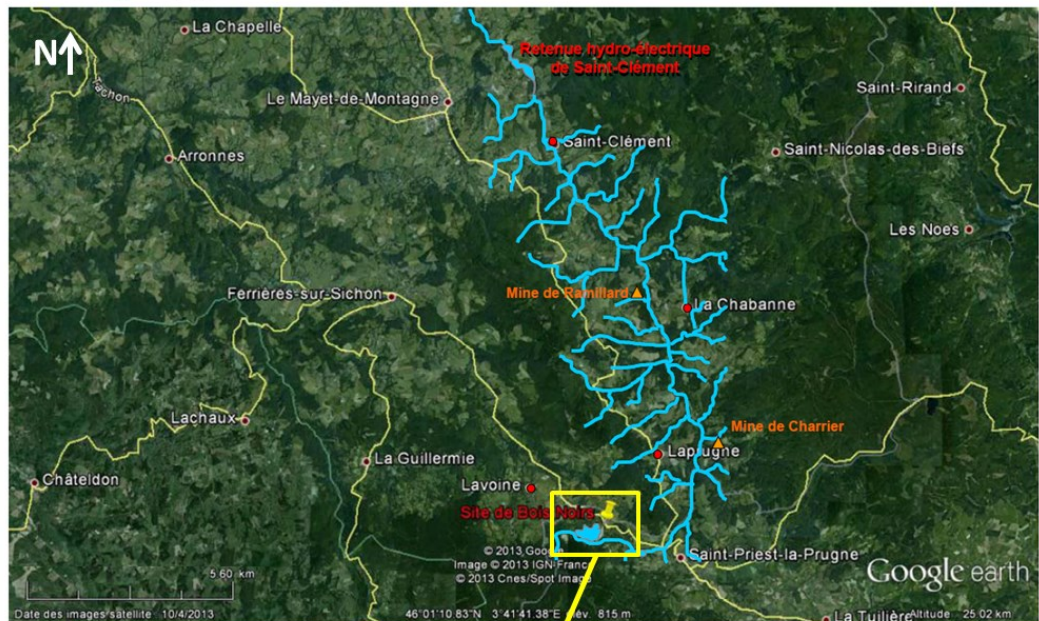 N
La Chapelle
Retenue hydro-électrique
de Saint-Clément
Saint-Rirand
Le Mayet-de-Montagne
Saint-Clément
Saint-Nicolas-des-Biefs
Arronnes
Les Noes
Mine de Ramillard
Ferrières-sur-Sichon
La Chabanne
Lachaux
Mine de Charrier
La Guillermie
Laprugne
Châteldon
Lavoine
Site de Bois Noirs
© 2013 Google
Image © 2013 IGN-France
© 2013 Cnes/Spot Image
Saint-Priest-la-Prugne
Google earth
5.60 km
La Tuilière
Date des images satellite : 10/4/2013
46°01'10.83"N 3°41'41.38"E élév. 815 m
Altitude 25.02 km